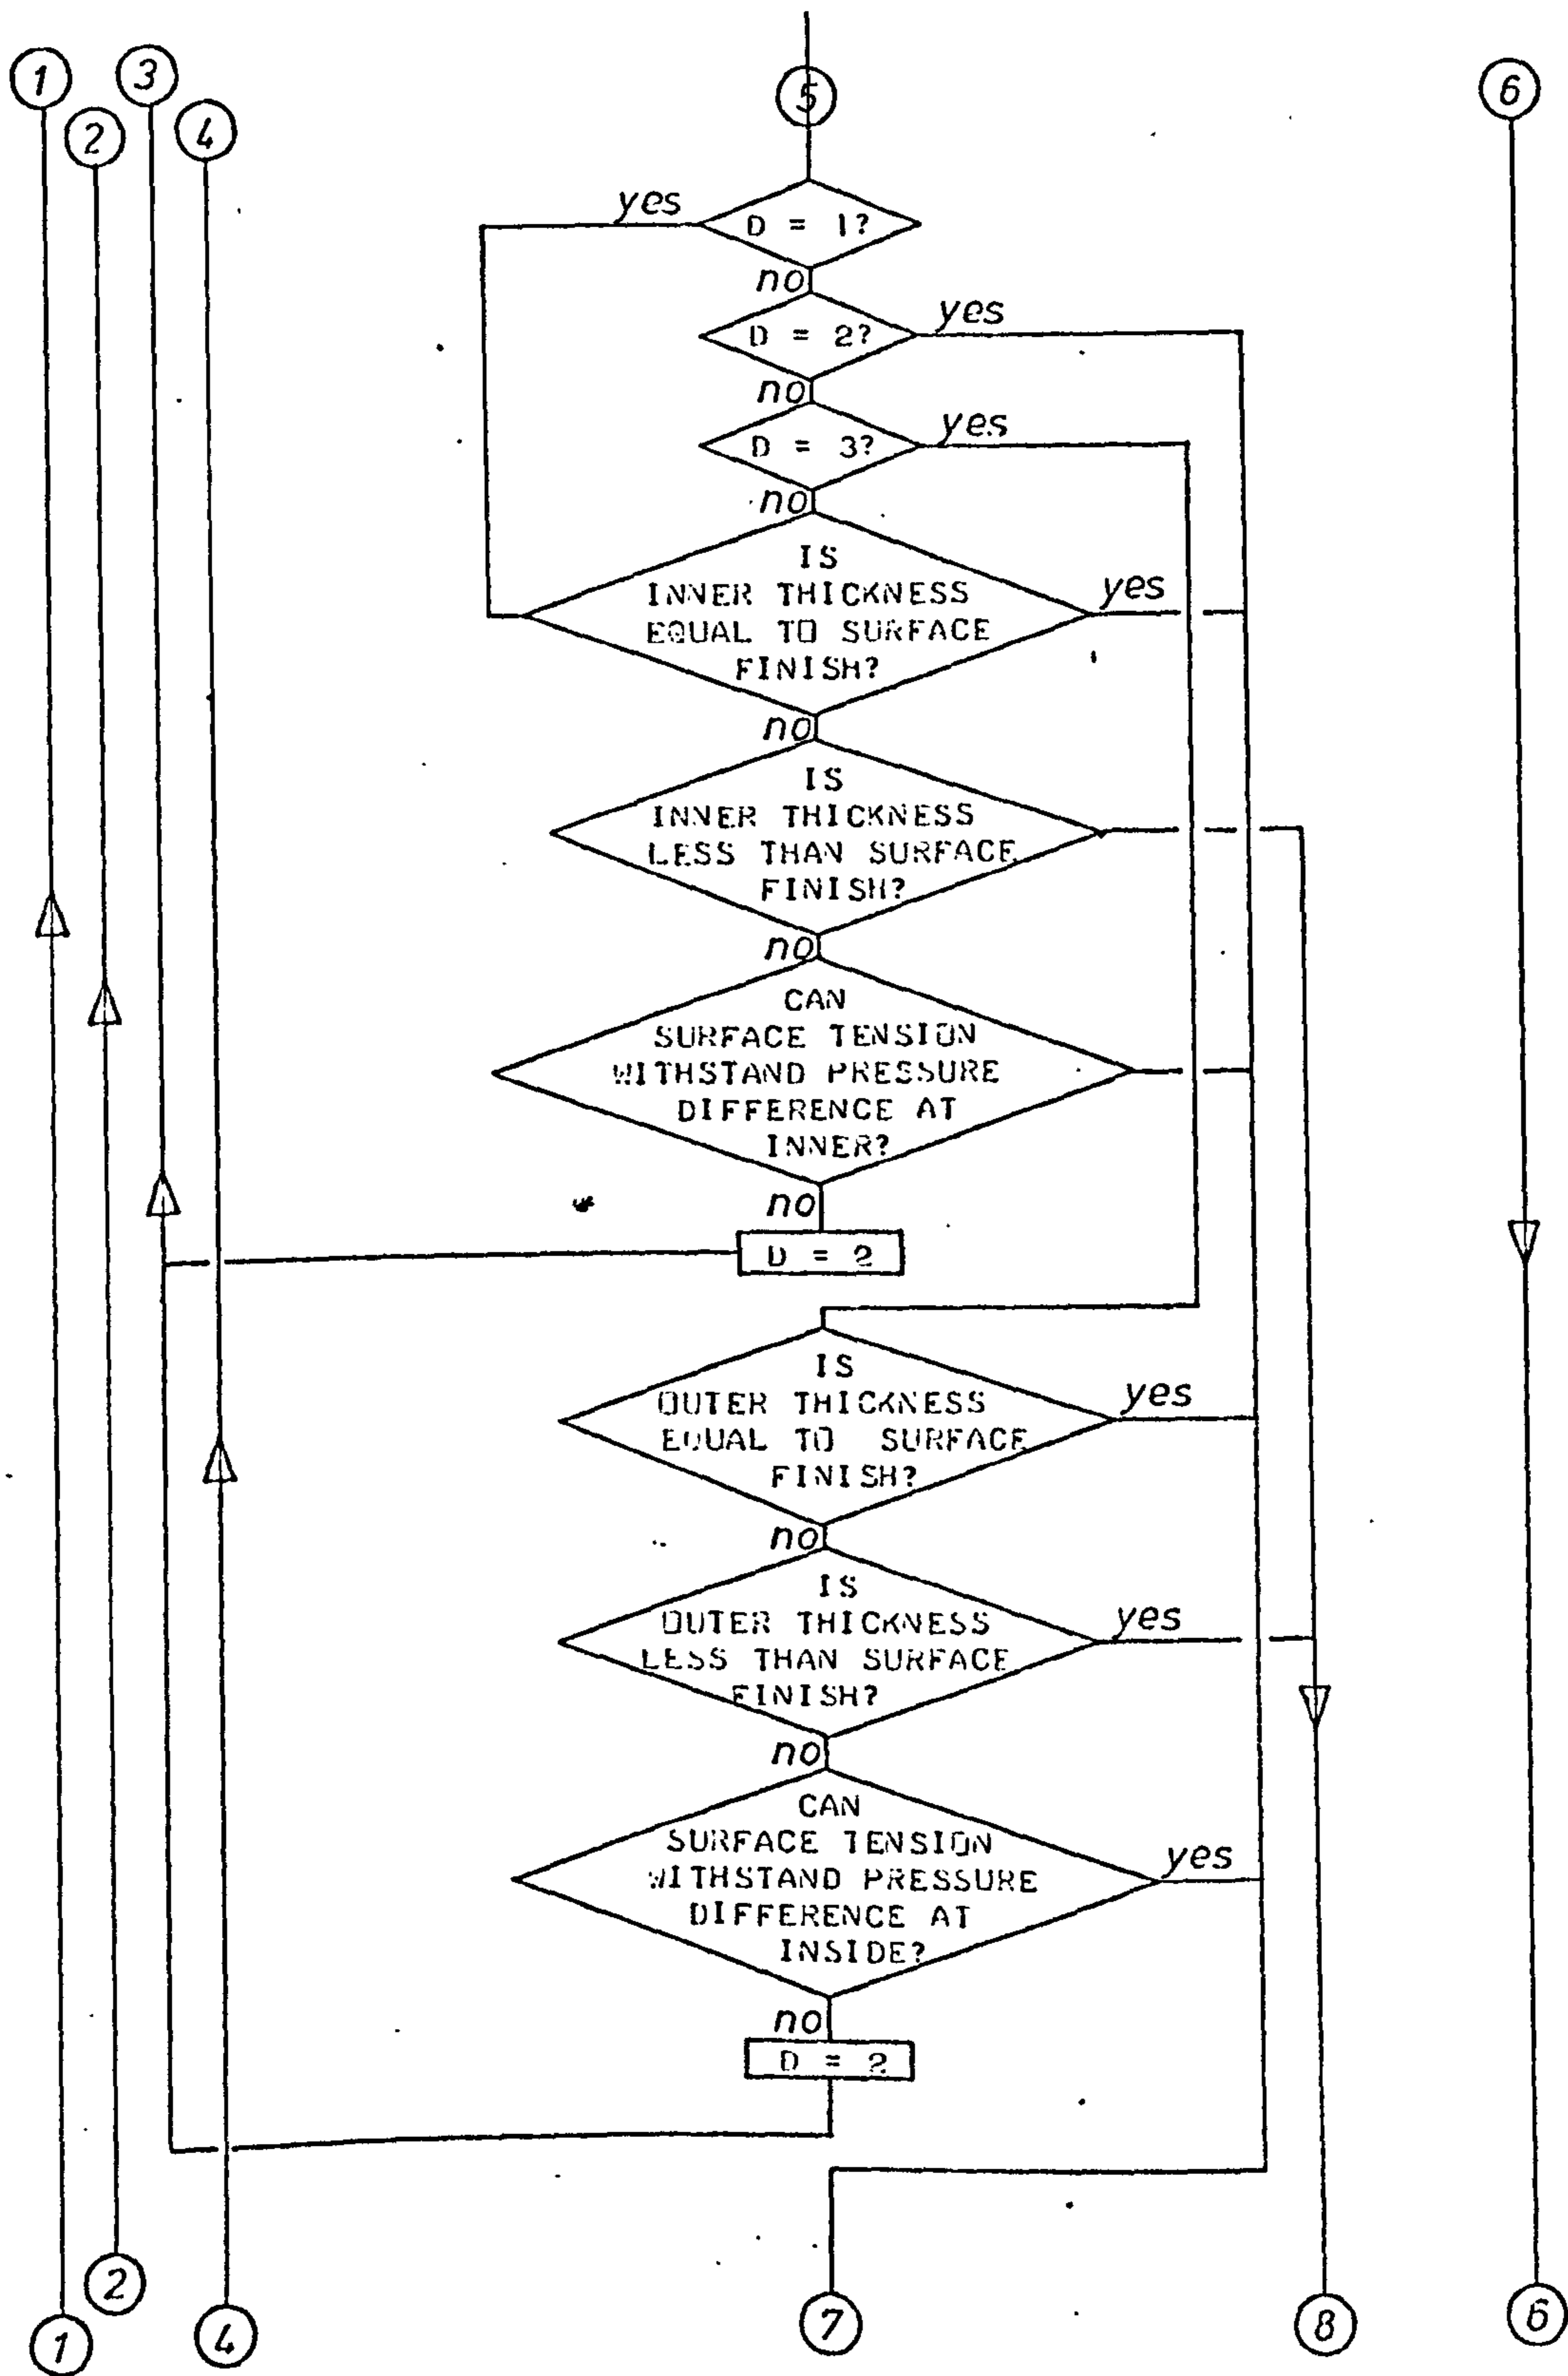 1
3
5
6
2
4
yes
D = 1?
no
yes
D = 2?
no
yes
D = 3?
no
IS
INNER THICKNESS
EQUAL TO SURFACE
FINISH?
yes
no
IS
INNER THICKNESS
LESS THAN SURFACE
FINISH?
no
CAN
SURFACE TENSION
WITHSTAND PRESSURE
DIFFERENCE AT
INNER?
no
D = 2
IS
OUTER THICKNESS
EQUAL TO SURFACE
FINISH?
yes
no
IS
OUTER THICKNESS
LESS THAN SURFACE
FINISH?
yes
no
CAN
SURFACE TENSION
WITHSTAND PRESSURE
DIFFERENCE AT
INSIDE?
yes
no
D = 2
2
1
4
7
8
6